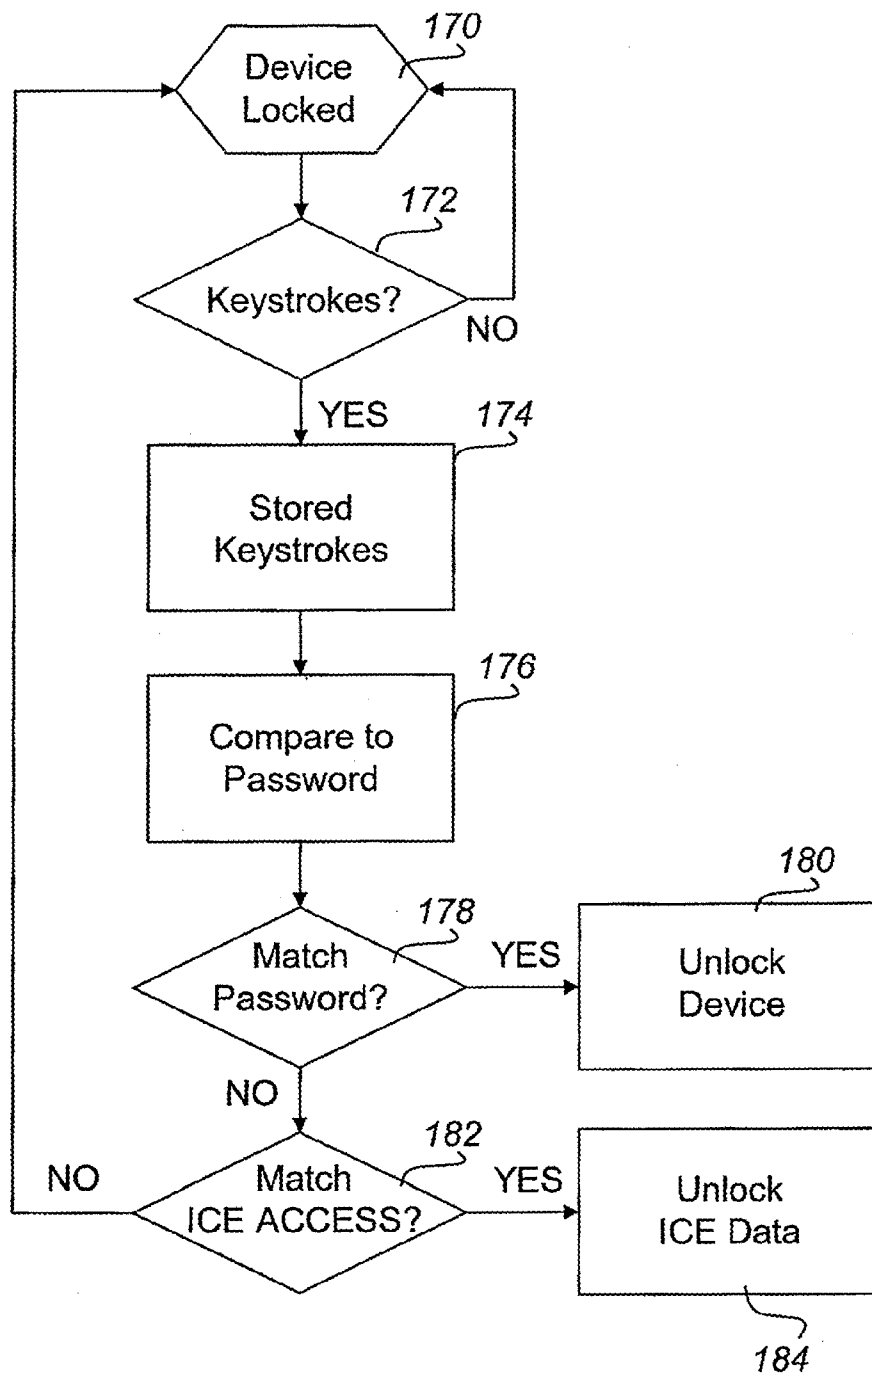 170
Device
Locked
172
Keystrokes?
NO
YES
174
Stored
Keystrokes
176
Compare to
Password
178
Match
Password?
YES
180
Unlock
Device
NO
182
Match
ICE ACCESS?
NO
YES
Unlock
ICE Data
184